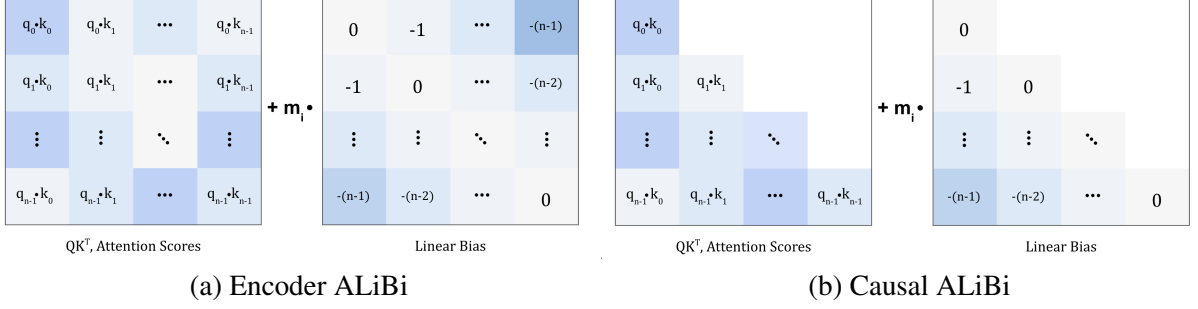 q₀•k₀ q₀•k₁ ••• q₀•kₙ₋₁ 0 -1 ••• -(n-1) q₀•k₀ 0
q₁•k₀ q₁•k₁ ••• q₁•kₙ₋₁ -1 0 ••• -(n-2) q₁•k₀ q₁•k₁ -1 0
+ mᵢ• + mᵢ•
⋮ ⋮ ⋱ ⋮ ⋮ ⋮ ⋱ ⋮ ⋮ ⋮ ⋱ ⋮ ⋮ ⋱
qₙ₋₁•k₀ qₙ₋₁•k₁ ••• qₙ₋₁•kₙ₋₁ -(n-1) -(n-2) ••• 0 qₙ₋₁•k₀ qₙ₋₁•k₁ ••• qₙ₋₁•kₙ₋₁ -(n-1) -(n-2) ••• 0
QKᵀ, Attention Scores Linear Bias QKᵀ, Attention Scores Linear Bias
(a) Encoder ALiBi (b) Causal ALiBi